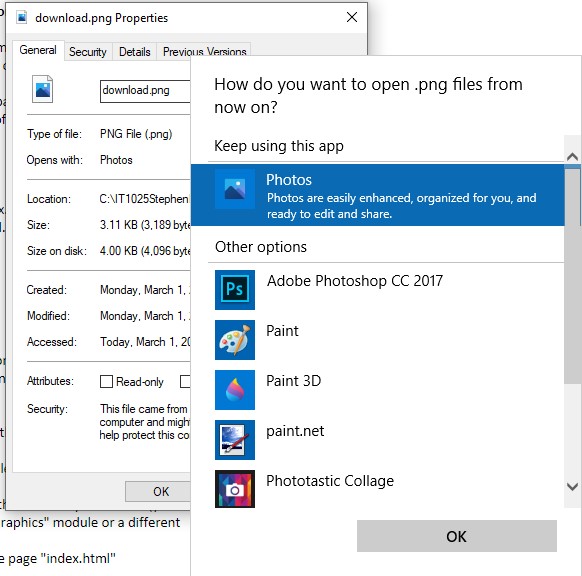 download.png Properties
General Security Details Previous Versions
download.png
Type of file: PNG File (.png)
Opens with: Photos
Location: C:\IT1025Stephen
Size: 3.11 KB (3,189 byte
Size on disk: 4.00 KB (4,096 byte
Created: Monday, March 1,
Modified: Monday, March 1,
Accessed: Today, March 1, 20
Attributes: Read-only
Security: This file came from
computer and might
help protect this co
OK
How do you want to open .png files from
now on?
Keep using this app
Photos
Photos are easily enhanced, organized for you, and
ready to edit and share.
Other options
Ps
Adobe Photoshop CC 2017
Paint
Paint 3D
paint.net
Phototastic Collage
OK
raphics" module or a different
e page "index.html"